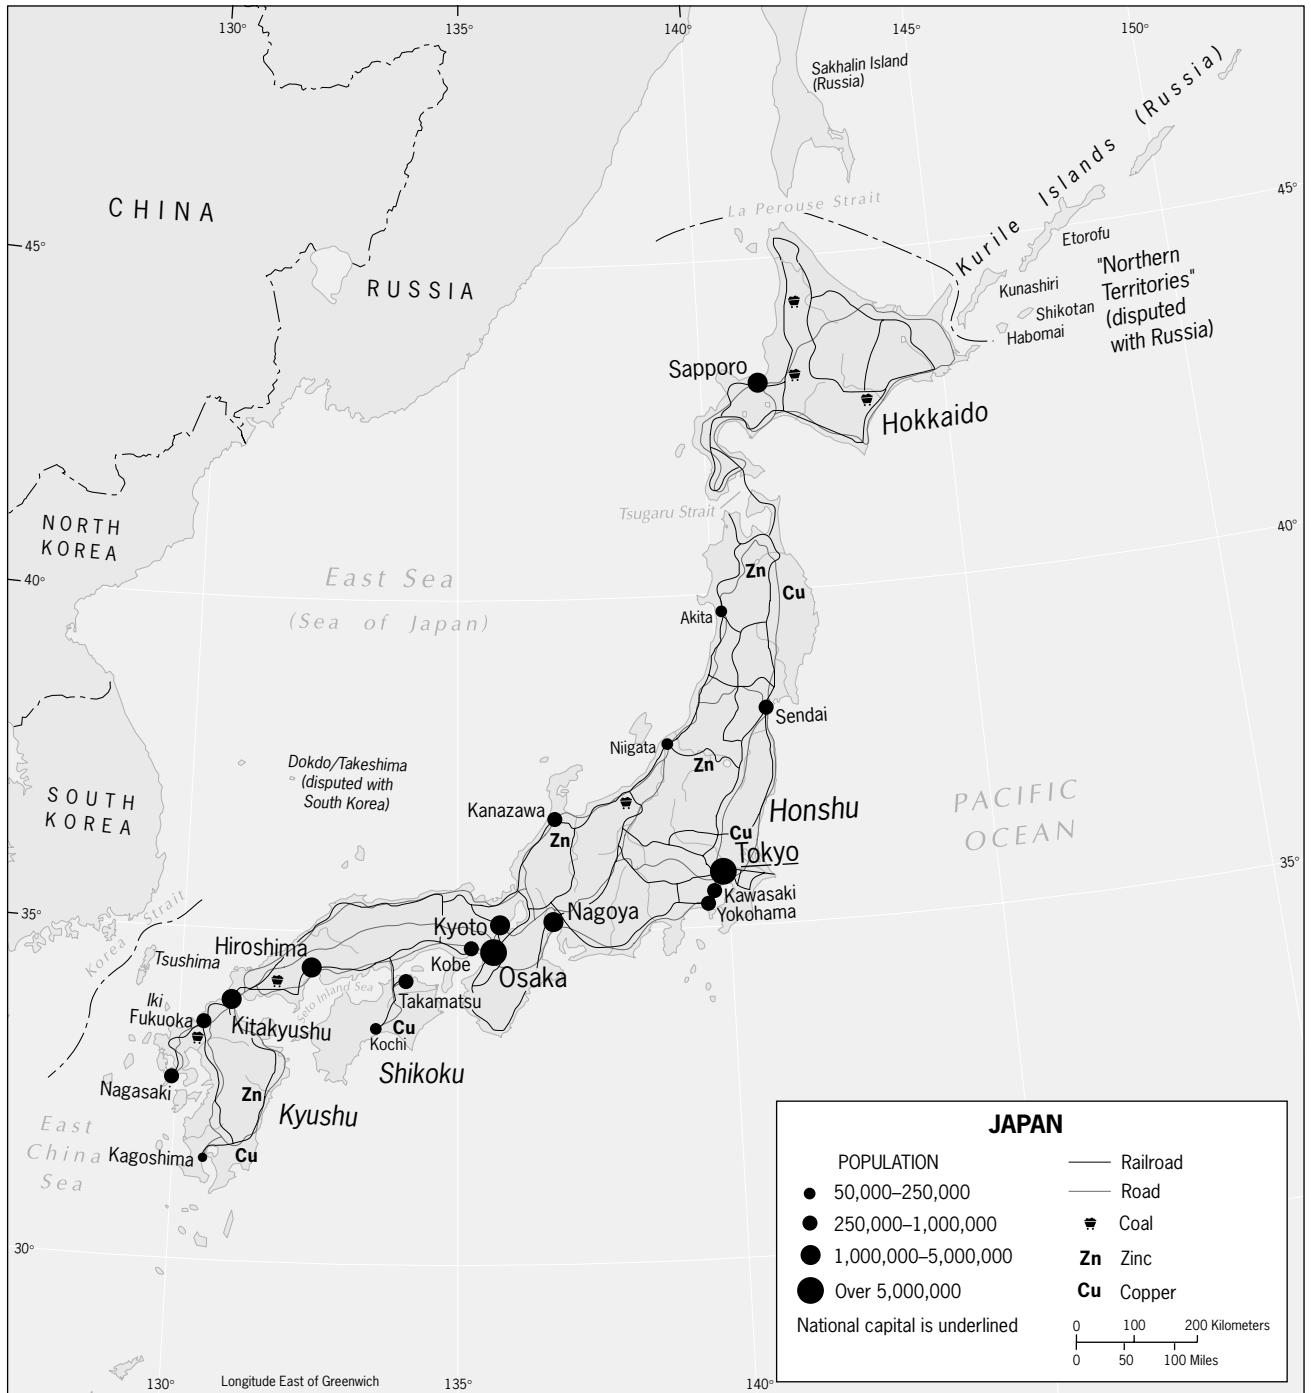 130°
135°
140°
145°
150°
Sakhalin Island
(Russia)
CHINA
La Perouse Strait
Kurile Islands (Russia)
45°
45°
Etorofu
"Northern
Territories"
(disputed
with Russia)
Kunashiri
Shikotan
Habomai
RUSSIA
Sapporo
Hokkaido
NORTH
KOREA
Tsugaru Strait
40°
40°
East Sea
(Sea of Japan)
Zn
Cu
Akita
Sendai
Niigata
Zn
Dokdo/Takeshima
(disputed with
South Korea)
SOUTH
KOREA
Kanazawa
Zn
Honshu
PACIFIC
OCEAN
Cu
Tokyo
35°
35°
Kawasaki
Yokohama
Nagoya
Kyoto
Korea Strait
Hiroshima
Tsushima
Kobe
Osaka
Seto Inland Sea
Takamatsu
Iki
Fukuoka
Kitakyushu
Cu
Kochi
Shikoku
Nagasaki
Zn
Kyushu
East
China
Sea
Kagoshima
Cu
30°
JAPAN
POPULATION
50,000–250,000
250,000–1,000,000
1,000,000–5,000,000
Over 5,000,000
National capital is underlined
Railroad
Road
Coal
Zn Zinc
Cu Copper
0 100 200 Kilometers
0 50 100 Miles
130°
Longitude East of Greenwich
135°
140°